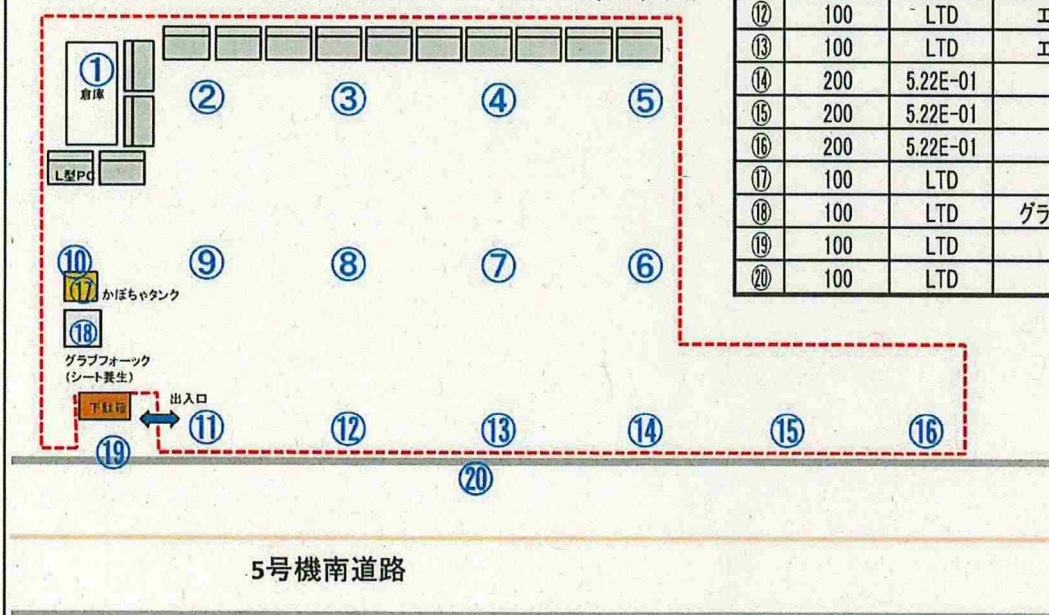 ⑫ 100 LTD エ
⑬ 100 LTD エ
⑭ 200 5.22E-01
⑮ 200 5.22E-01
⑯ 200 5.22E-01
⑰ 100 LTD
⑱ 100 LTD グラ
⑲ 100 LTD
⑳ 100 LTD
①
倉庫
② ③ ④ ⑤
L型PC
⑩ ⑨ ⑧ ⑦ ⑥
⑰ かぼちゃタンク
⑱
グラブフォーック
(シート養生)
下駄箱 出入口
⑪ ⑫ ⑬ ⑭ ⑮ ⑯
⑲
⑳
5号機南道路